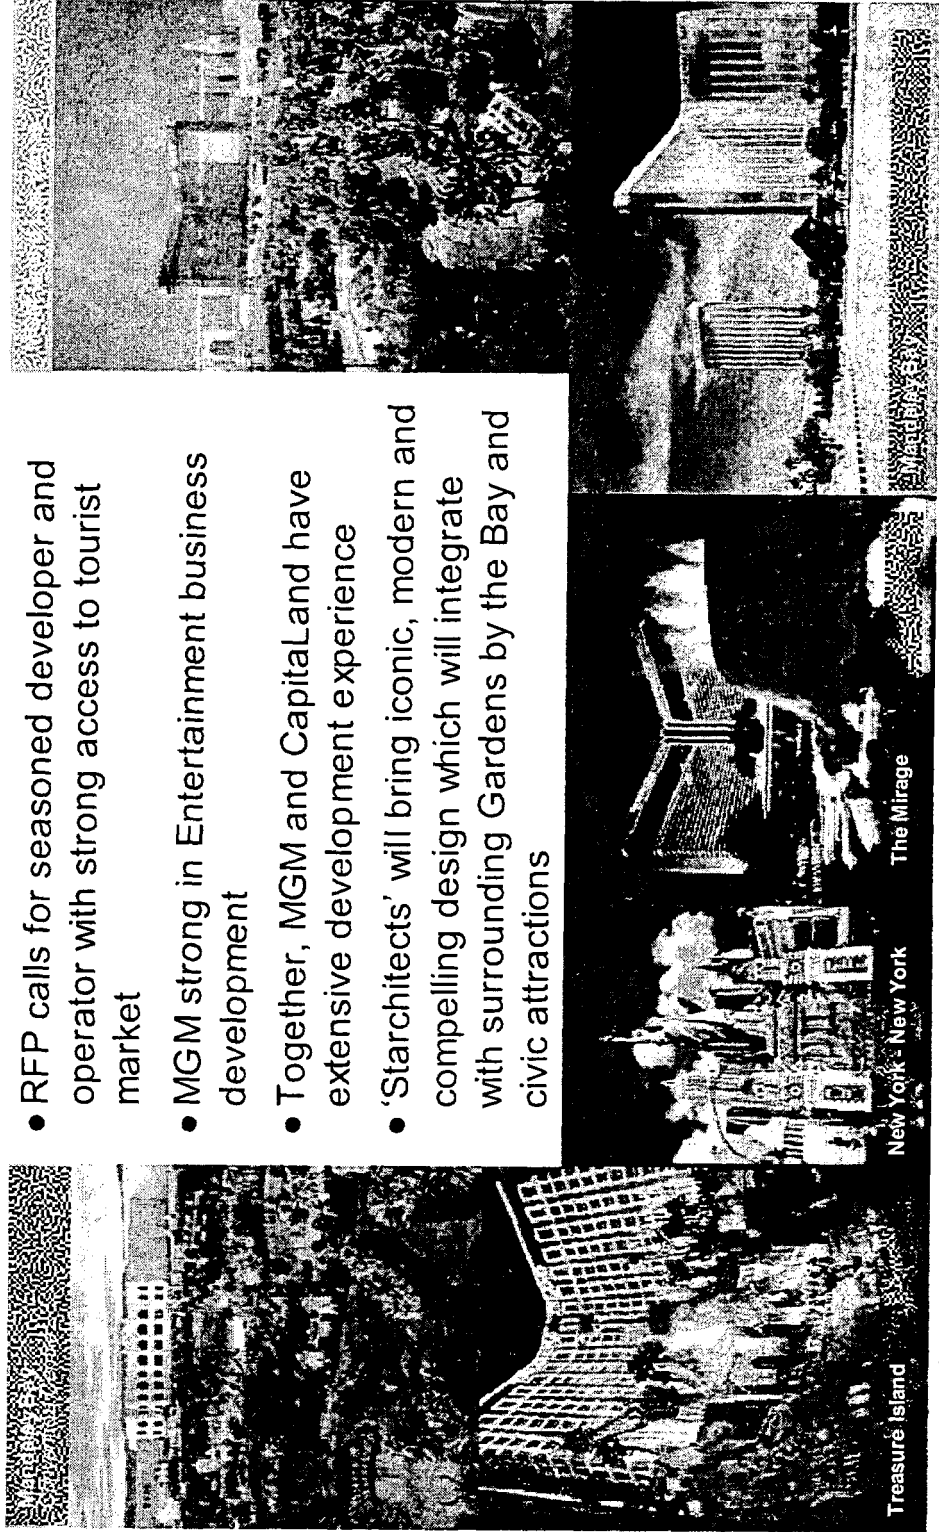 • RFP calls for seasoned developer and
operator with strong access to tourist
market
• MGM strong in Entertainment business
development
• Together, MGM and CapitaLand have
extensive development experience
• 'Starchitects' will bring iconic, modern and
compelling design which will integrate
with surrounding Gardens by the Bay and
civic attractions
Treasure Island
New York - New York
The Mirage
Mandalay Bay